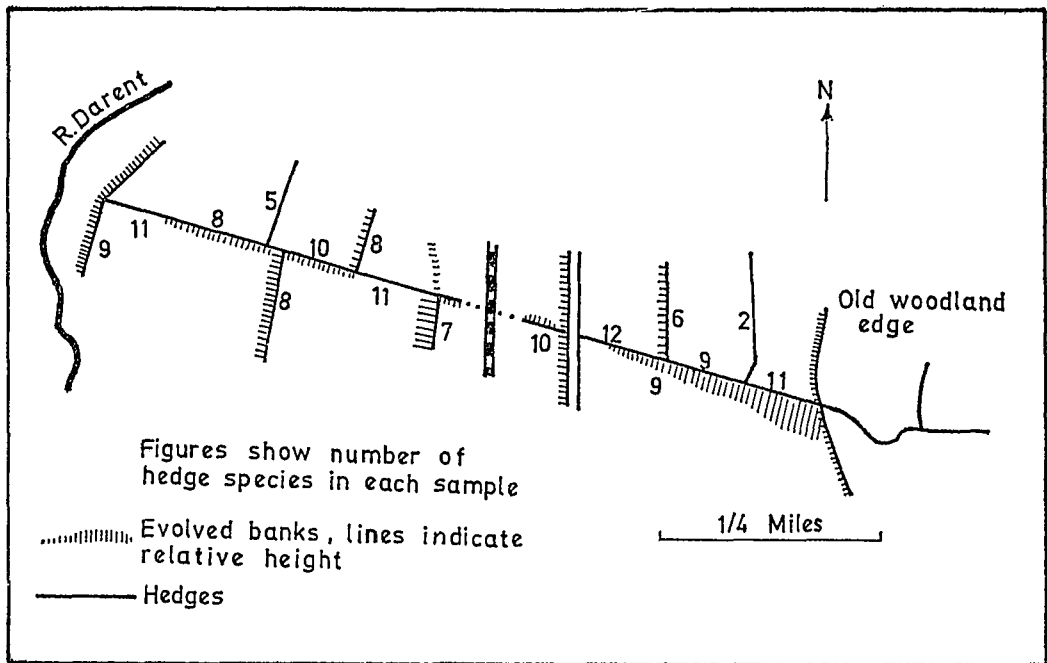 R. Darent
N
5
8
11
9
10
8
11
8
7
Old woodland
edge
6
2
12
10
9
9
11
Figures show number of
hedge species in each sample
1/4 Miles
Evolved banks, lines indicate
relative height
Hedges